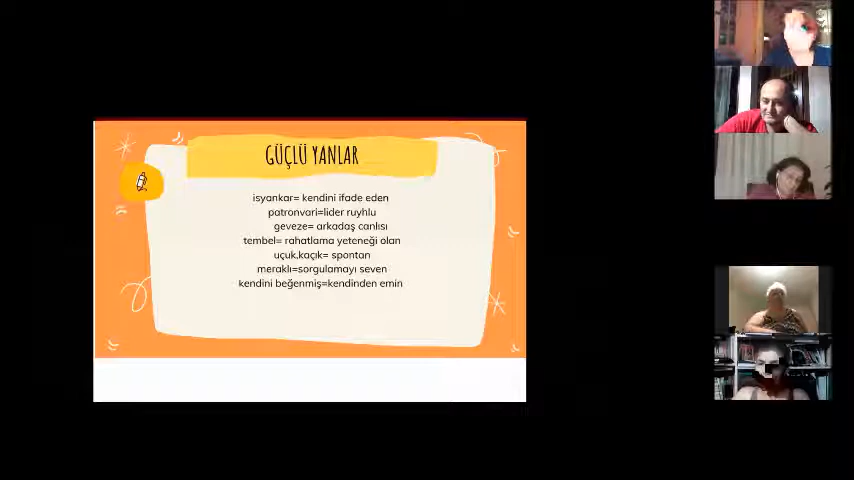 GÜÇLÜ YANLAR
isyankar= kendini ifade eden
patronvari=lider ruyhlu
geveze= arkadaş canlısı
tembel= rahatlama yeteneği olan
uçuk,kaçık= spontan
meraklı=sorgulamayı seven
kendini beğenmiş=kendinden emin